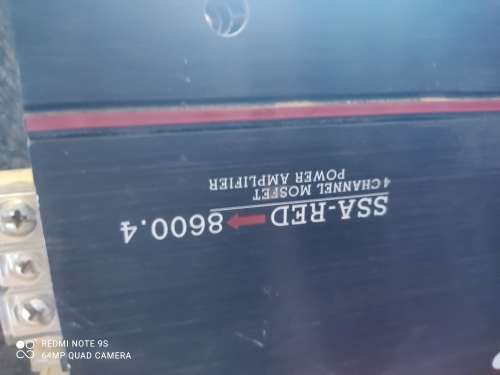 SSA-RED 8600.4
4 CHANNEL MOSFET
POWER AMPLIFIER
REDMI NOTE 9S
64MP QUAD CAMERA